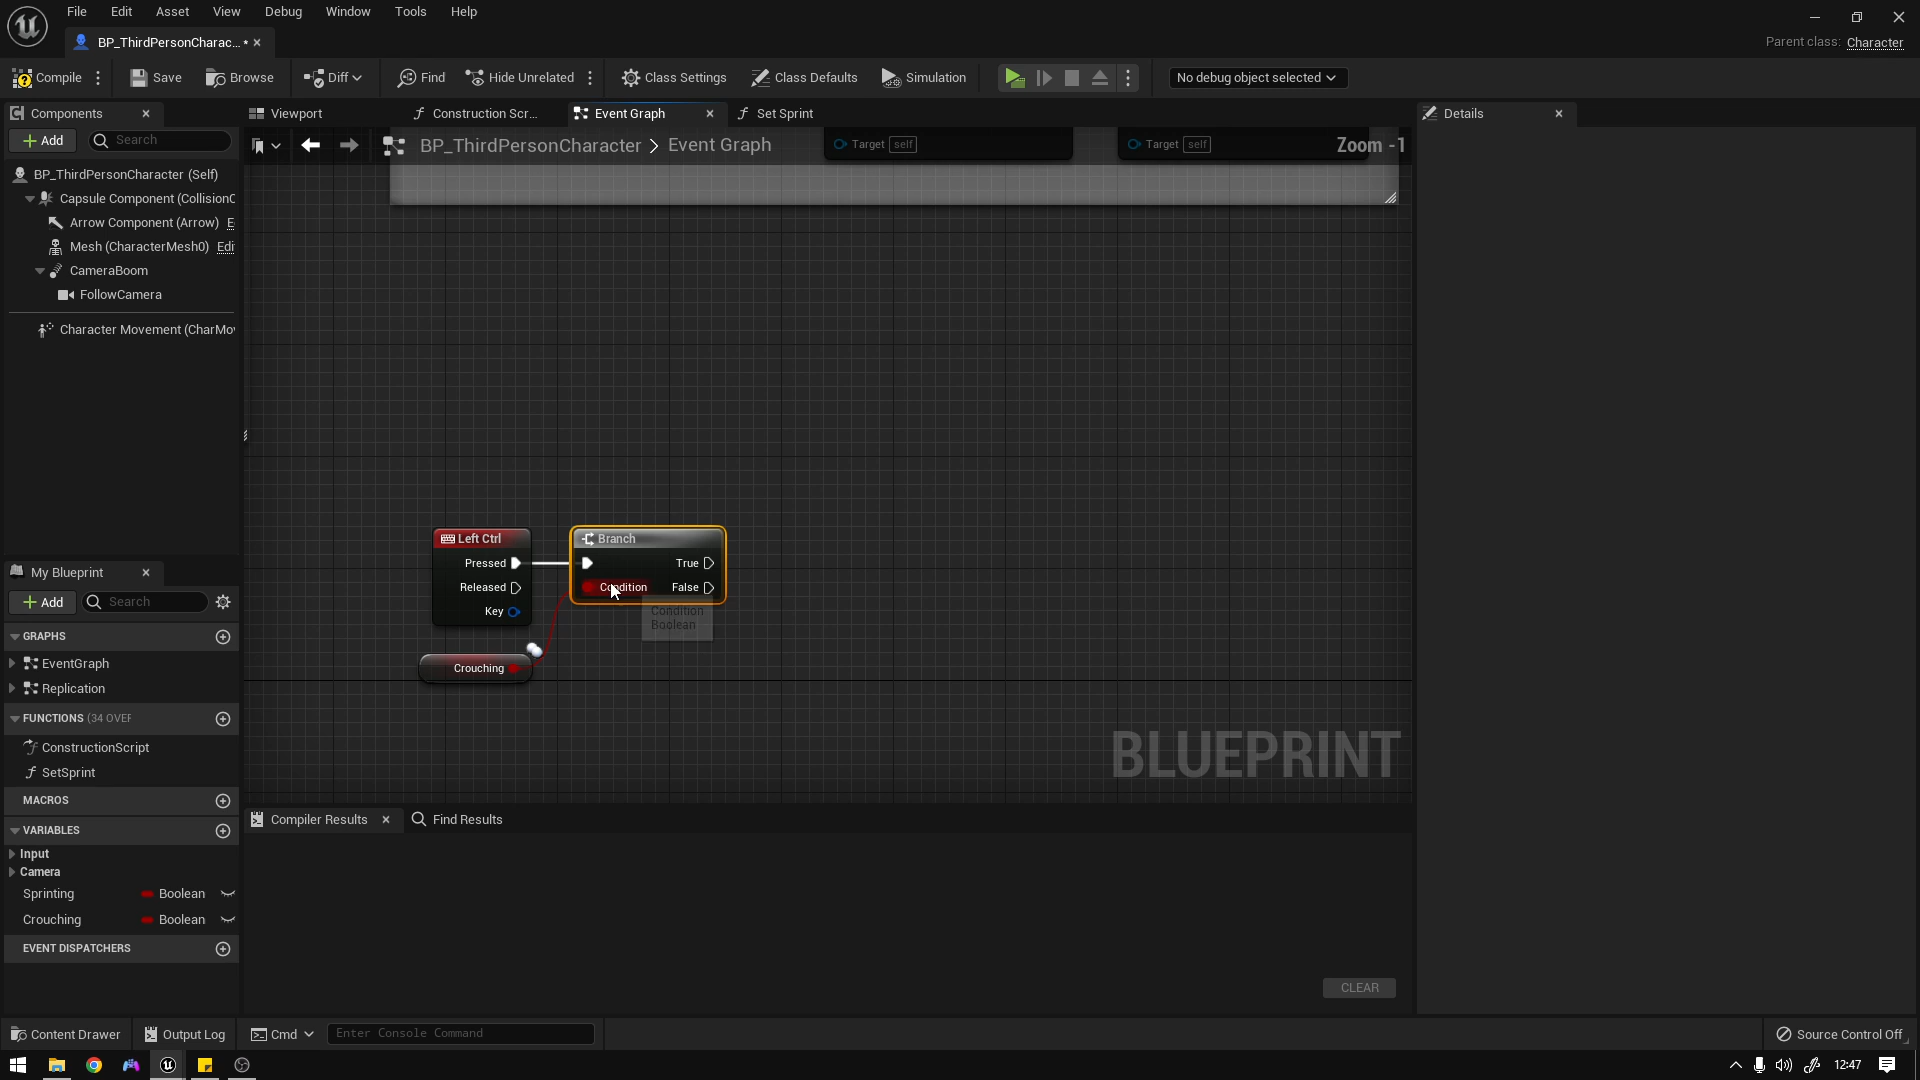 File Edit Asset View Debug Window Tools Help
BP_ThirdPersonCharac... *
Parent class: Character
Compile Save Browse Diff Find Hide Unrelated Class Settings Class Defaults Simulation No debug object selected
Components
Viewport Construction Scr... Event Graph Set Sprint
Details
Add Search
BP_ThirdPersonCharacter > Event Graph
Target self
Target self
Zoom -1
BP_ThirdPersonCharacter (Self)
Capsule Component (CollisionC
Arrow Component (Arrow) E
Mesh (CharacterMesh0) Edi
CameraBoom
FollowCamera
Character Movement (CharMov
Left Ctrl
Pressed
Released
Key
Branch
True
Condition False
Condition
Boolean
Crouching
BLUEPRINT
My Blueprint
Add Search
GRAPHS
EventGraph
Replication
FUNCTIONS (34 OVER
ConstructionScript
SetSprint
MACROS
VARIABLES
Input
Camera
Sprinting Boolean
Crouching Boolean
EVENT DISPATCHERS
Compiler Results Find Results
CLEAR
Content Drawer Output Log Cmd Enter Console Command Source Control Off
12:47